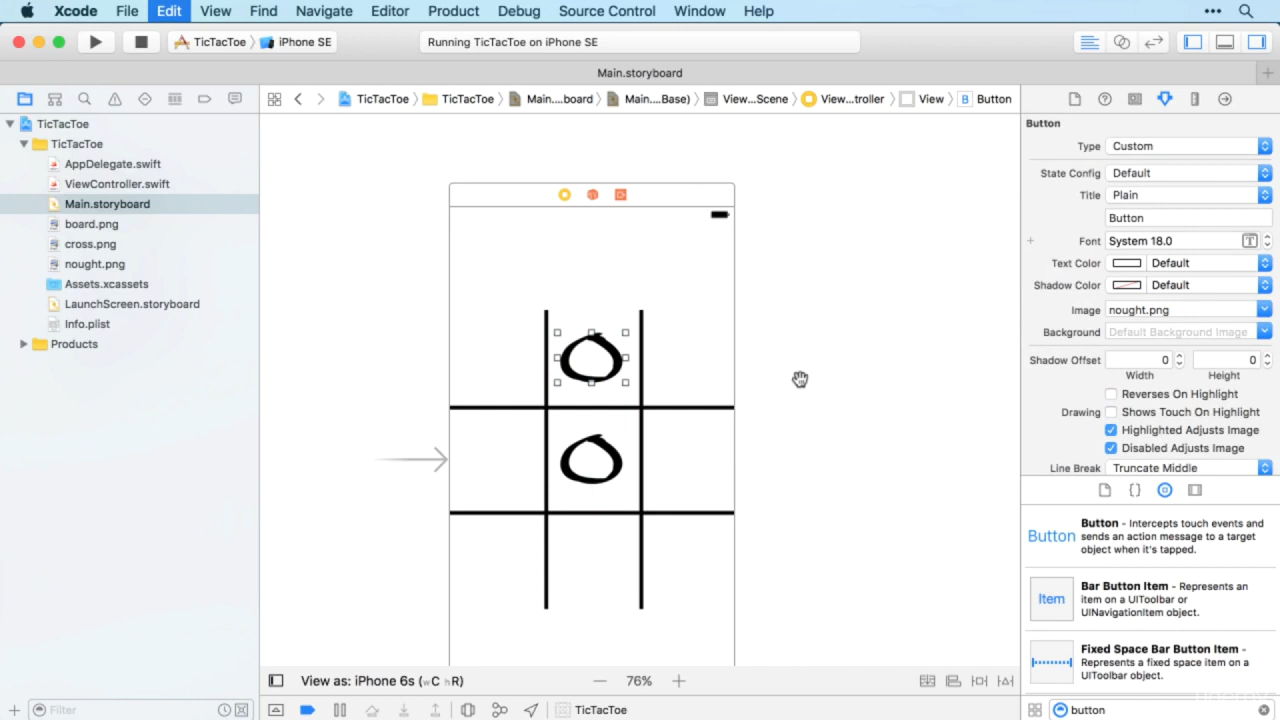 Xcode File Edit View Find Navigate Editor Product Debug Source Control Window Help
TicTacToe iPhone SE
Running TicTacToe on iPhone SE
Main.storyboard
TicTacToe TicTacToe Main....board Main....Base) View...Scene View...troller View B Button
TicTacToe
TicTacToe
AppDelegate.swift
ViewController.swift
Main.storyboard
board.png
cross.png
nought.png
Assets.xcassets
LaunchScreen.storyboard
Info.plist
Products
Button
Type Custom
State Config Default
Title Plain
Button
Font System 18.0 T
Text Color Default
Shadow Color Default
Image nought.png
Background Default Background Image
Shadow Offset 0 0
Width Height
Reverses On Highlight
Drawing Shows Touch On Highlight
Highlighted Adjusts Image
Disabled Adjusts Image
Line Break Truncate Middle
Button
Button - Intercepts touch events and
sends an action message to a target
object when it's tapped.
Item
Bar Button Item - Represents an
item on a UIToolbar or
UINavigationItem object.
Fixed Space Bar Button Item -
Represents a fixed space item on a
UIToolbar object.
View as: iPhone 6s (wC hR)
76%
Filter
TicTacToe
button